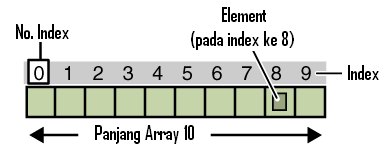 Element
(pada index ke 8)
No. Index
0 1 2 3 4 5 6 7 8 9 Index
Panjang Array 10